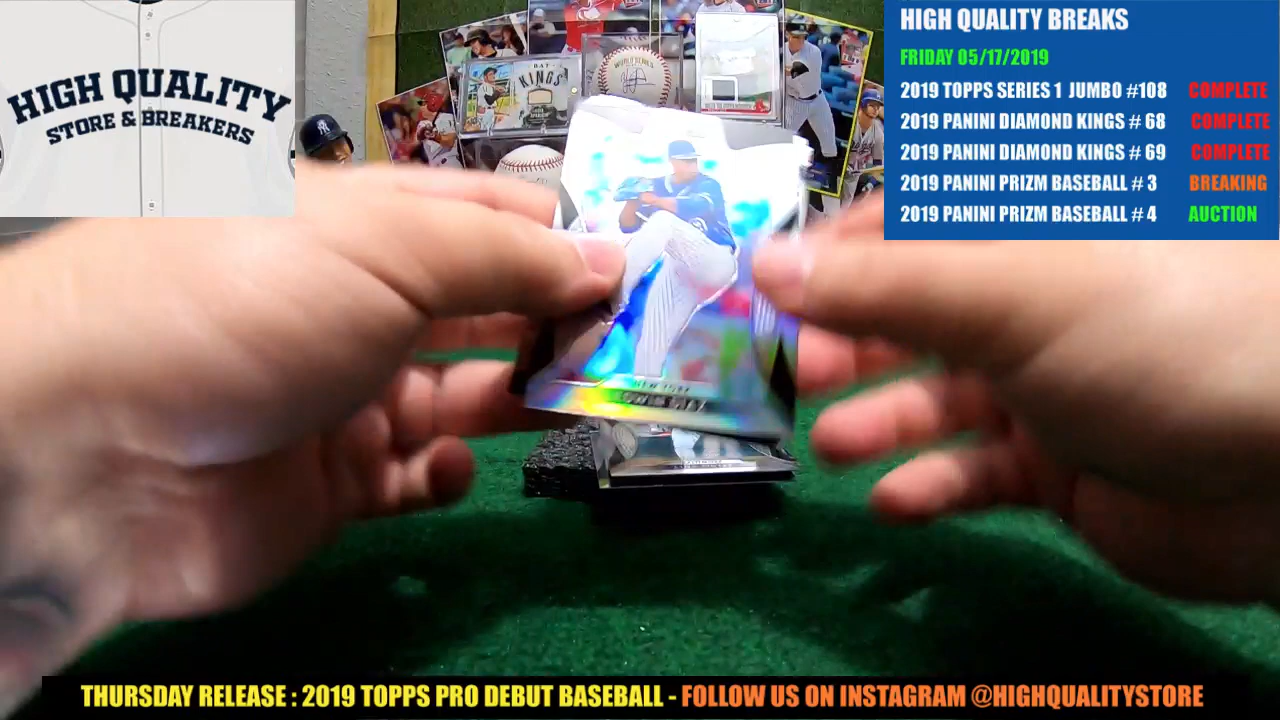 HIGH QUALITY
STORE & BREAKERS
HIGH QUALITY BREAKS
FRIDAY 05/17/2019
2019 TOPPS SERIES 1 JUMBO #108 COMPLETE
2019 PANINI DIAMOND KINGS # 68 COMPLETE
2019 PANINI DIAMOND KINGS # 69 COMPLETE
2019 PANINI PRIZM BASEBALL # 3 BREAKING
2019 PANINI PRIZM BASEBALL # 4 AUCTION
KINGS
NEW YORK
THURSDAY RELEASE : 2019 TOPPS PRO DEBUT BASEBALL - FOLLOW US ON INSTAGRAM @HIGHQUALITYSTORE